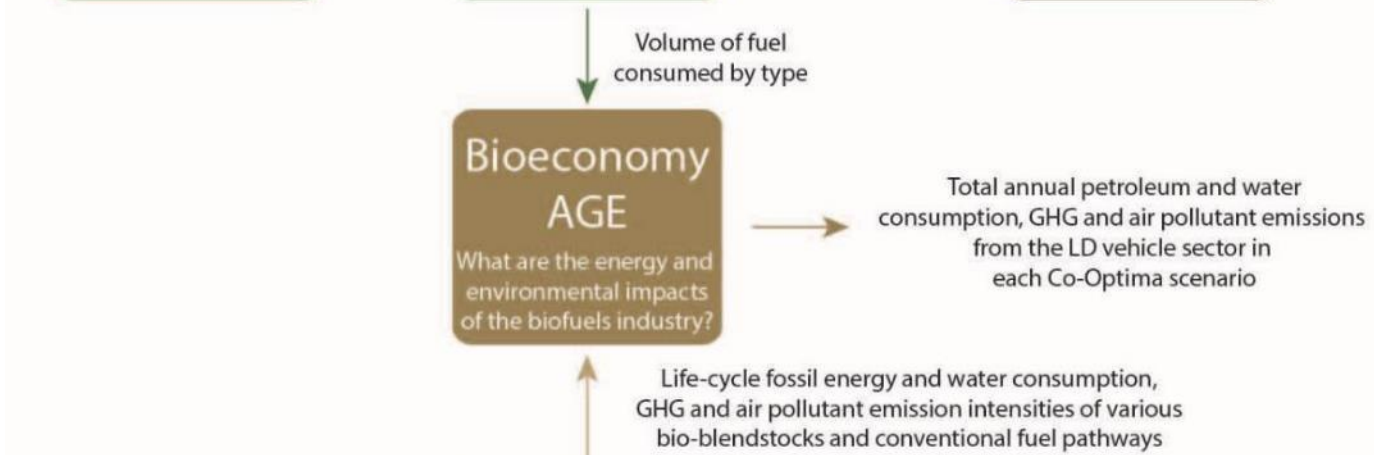 Volume of fuel
consumed by type
Bioeconomy
AGE
What are the energy and
environmental impacts
of the biofuels industry?
Total annual petroleum and water
consumption, GHG and air pollutant emissions
from the LD vehicle sector in
each Co-Optima scenario
Life-cycle fossil energy and water consumption,
GHG and air pollutant emission intensities of various
bio-blendstocks and conventional fuel pathways